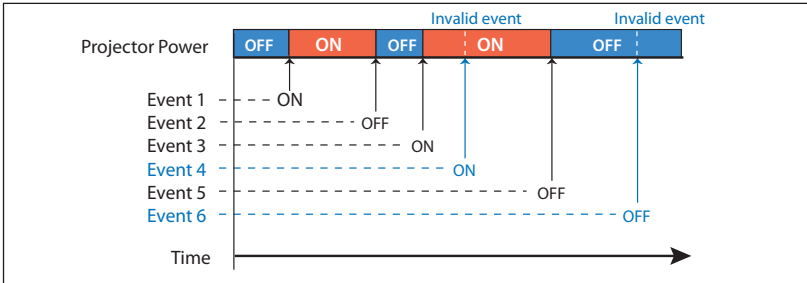 Invalid event Invalid event
Projector Power OFF ON OFF ON OFF
Event 1 ON
Event 2 OFF
Event 3 ON
Event 4 ON
Event 5 OFF
Event 6 OFF
Time